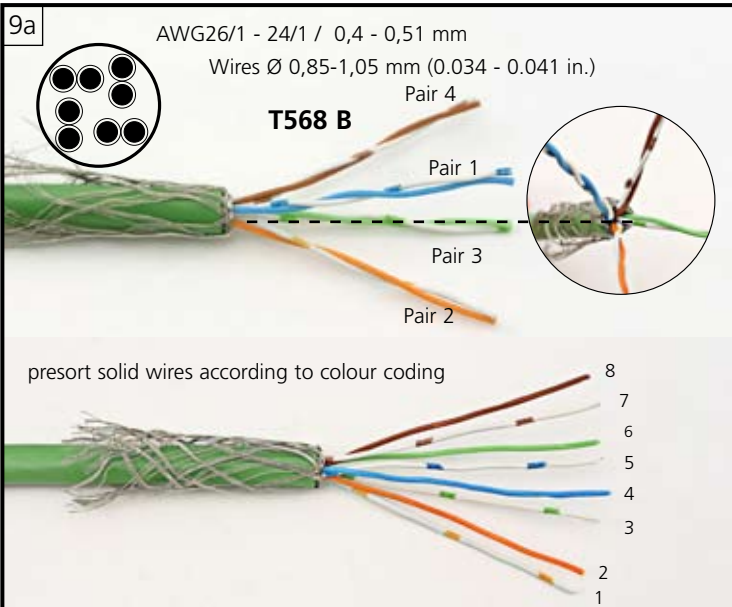 9a
AWG26/1 - 24/1 / 0,4 - 0,51 mm
Wires Ø 0,85-1,05 mm (0.034 - 0.041 in.)
T568 B
Pair 4
Pair 1
Pair 3
Pair 2
presort solid wires according to colour coding
8
7
6
5
4
3
2
1